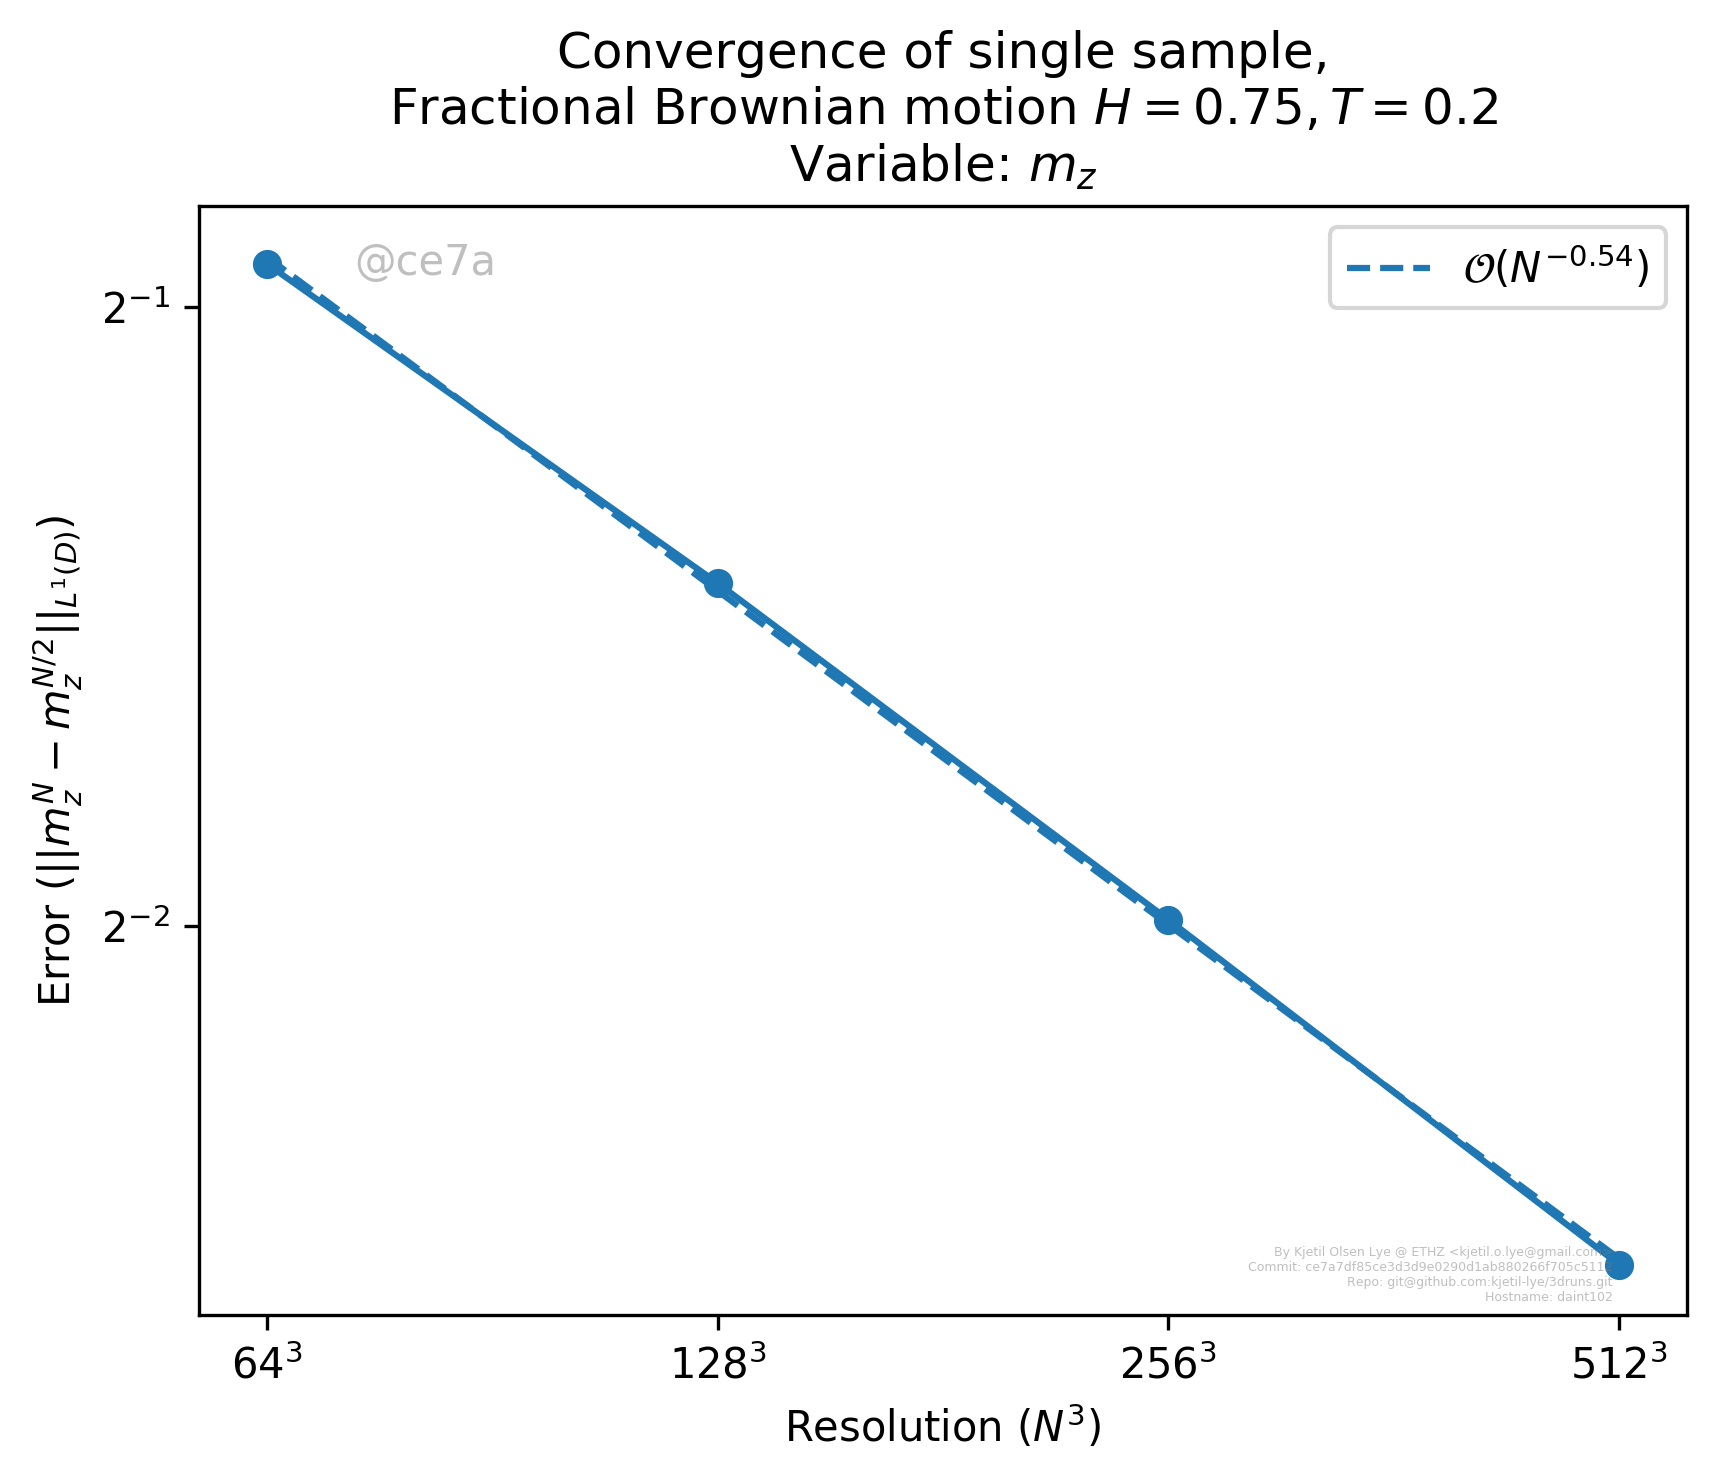 Convergence of single sample,
Fractional Brownian motion H = 0.75, T = 0.2
Variable: m_z
@ce7a
O(N^{-0.54})
2^{-1}
2^{-2}
Error (||m_z^N − m_z^{N/2}||_{L^1(D)})
By Kjetil Olsen Lye @ ETHZ <kjetil.o.lye@gmail.com
Commit:
Repo: git@github.com:kjetil-lye/3druns.git
Hostname: daint102
64^3 128^3 256^3 512^3
Resolution (N^3)